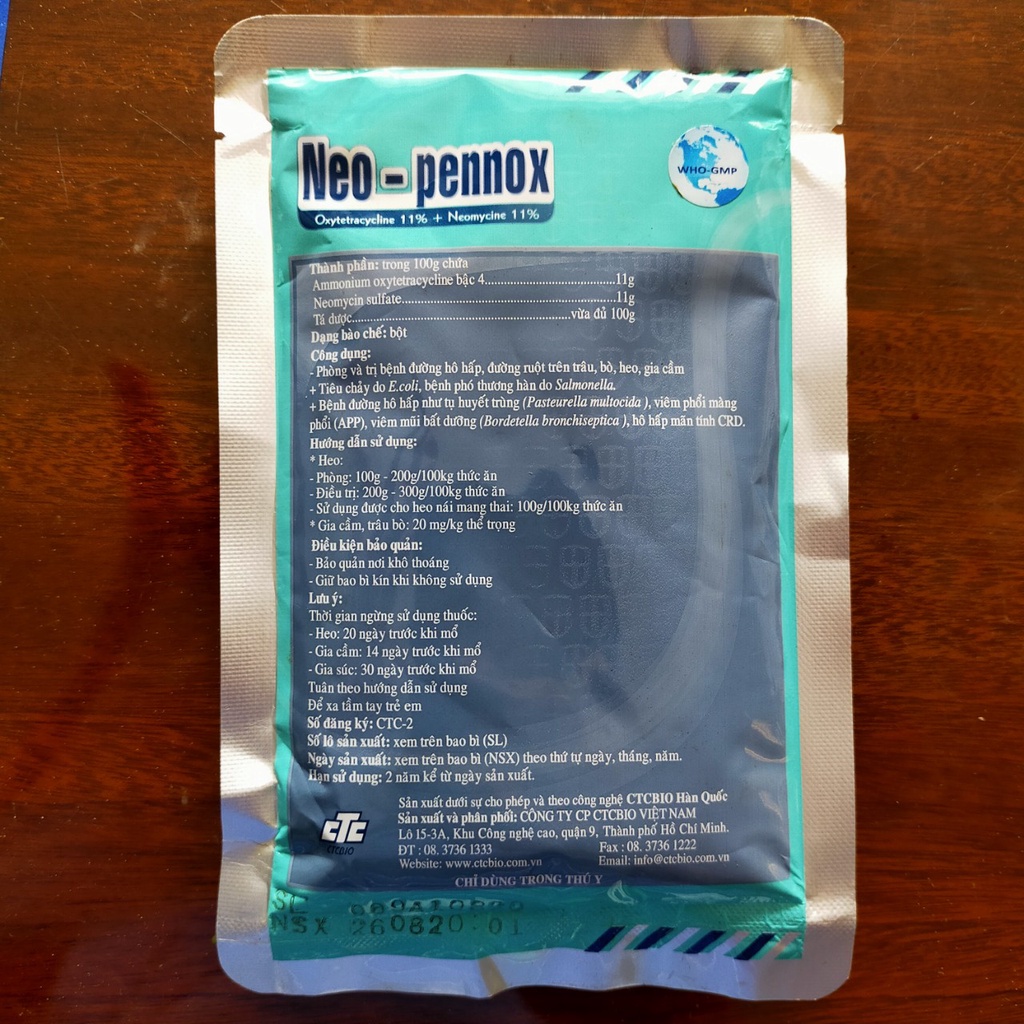 Neo - pennox
Oxytetracycline 11% + Neomycine 11%
WHO-GMP
Thành phần: trong 100g chứa
Ammonium oxytetracycline bậc 4..............................11g
Neomycin sulfate.................................................11g
Tá dược..................................................vừa đủ 100g
Dạng bào chế: bột
Công dụng:
- Phòng và trị bệnh đường hô hấp, đường ruột trên trâu, bò, heo, gia cầm
+ Tiêu chảy do E.coli, bệnh phó thương hàn do Salmonella.
+ Bệnh đường hô hấp như tụ huyết trùng (Pasteurella multocida ), viêm phổi màng
phổi (APP), viêm mũi bất dưỡng (Bordetella bronchiseptica ), hô hấp mãn tính CRD.
Hướng dẫn sử dụng:
* Heo:
- Phòng: 100g - 200g/100kg thức ăn
- Điều trị: 200g - 300g/100kg thức ăn
- Sử dụng được cho heo nái mang thai: 100g/100kg thức ăn
* Gia cầm, trâu bò: 20 mg/kg thể trọng
Điều kiện bảo quản:
- Bảo quản nơi khô thoáng
- Giữ bao bì kín khi không sử dụng
Lưu ý:
Thời gian ngừng sử dụng thuốc:
- Heo: 20 ngày trước khi mổ
- Gia cầm: 14 ngày trước khi mổ
- Gia súc: 30 ngày trước khi mổ
Tuân theo hướng dẫn sử dụng
Để xa tầm tay trẻ em
Số đăng ký: CTC-2
Số lô sản xuất: xem trên bao bì (SL)
Ngày sản xuất: xem trên bao bì (NSX) theo thứ tự ngày, tháng, năm.
Hạn sử dụng: 2 năm kể từ ngày sản xuất.
Sản xuất dưới sự cho phép và theo công nghệ CTCBIO Hàn Quốc
Sản xuất và phân phối: CÔNG TY CP CTCBIO VIỆT NAM
Lô 15-3A, Khu Công nghệ cao, quận 9, Thành phố Hồ Chí Minh.
ĐT : 08. 3736 1333 Fax : 08. 3736 1222
Website: www.ctcbio.com.vn Email: info@ctcbio.com.vn
CTC
CTCBIO
CHỈ DÙNG TRONG THÚ Y
SL
NSX 260820 01